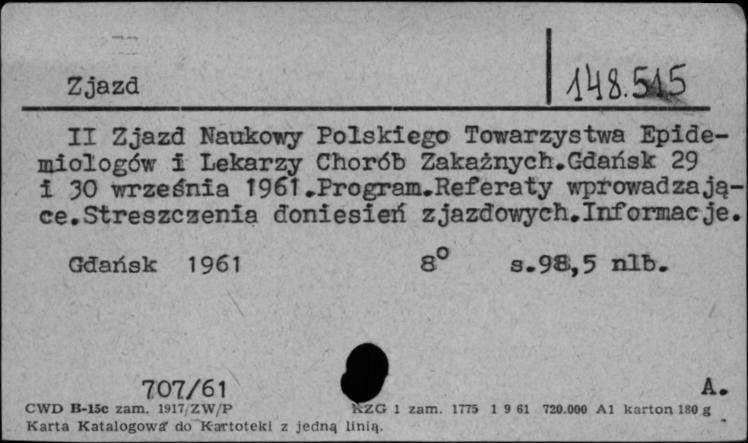 Zjazd
148.515
II Zjazd Naukowy Polskiego Towarzystwa Epide-
miologów i Lekarzy Chorób Zakaźnych.Gdańsk 29
i 30 września 1961.Program.Referaty wprowadzają-
ce.Streszczenia doniesień zjazdowych.Informacje.
Gdańsk 1961 8° s.98,5 nlb.
707/61 A.
CWD B-15c zam. 1917/ZW/P KZG 1 zam. 1775 1 9 61 720.000 A1 karton 180 g
Karta Katalogowa do Kartoteki z jedną linią.